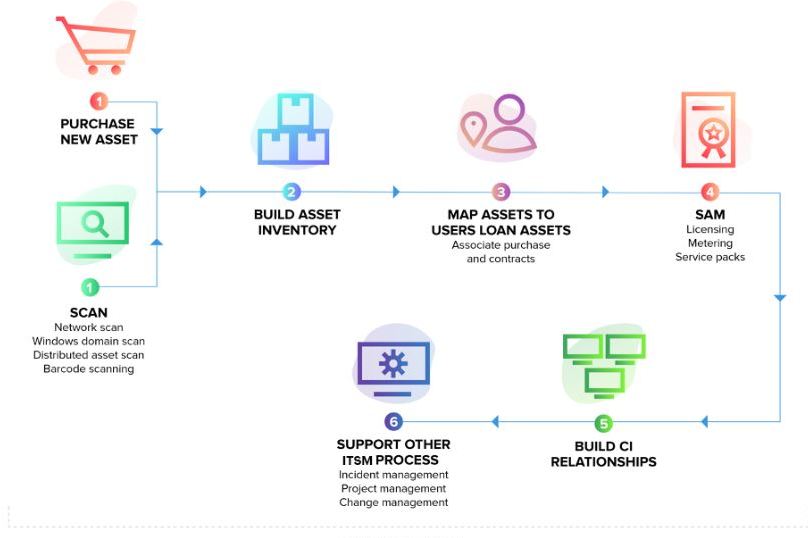 1
PURCHASE
NEW ASSET
1
SCAN
Network scan
Windows domain scan
Distributed asset scan
Barcode scanning
2
BUILD ASSET
INVENTORY
3
MAP ASSETS TO
USERS LOAN ASSETS
Associate purchase
and contracts
4
SAM
Licensing
Metering
Service packs
5
BUILD CI
RELATIONSHIPS
6
SUPPORT OTHER
ITSM PROCESS
Incident management
Project management
Change management